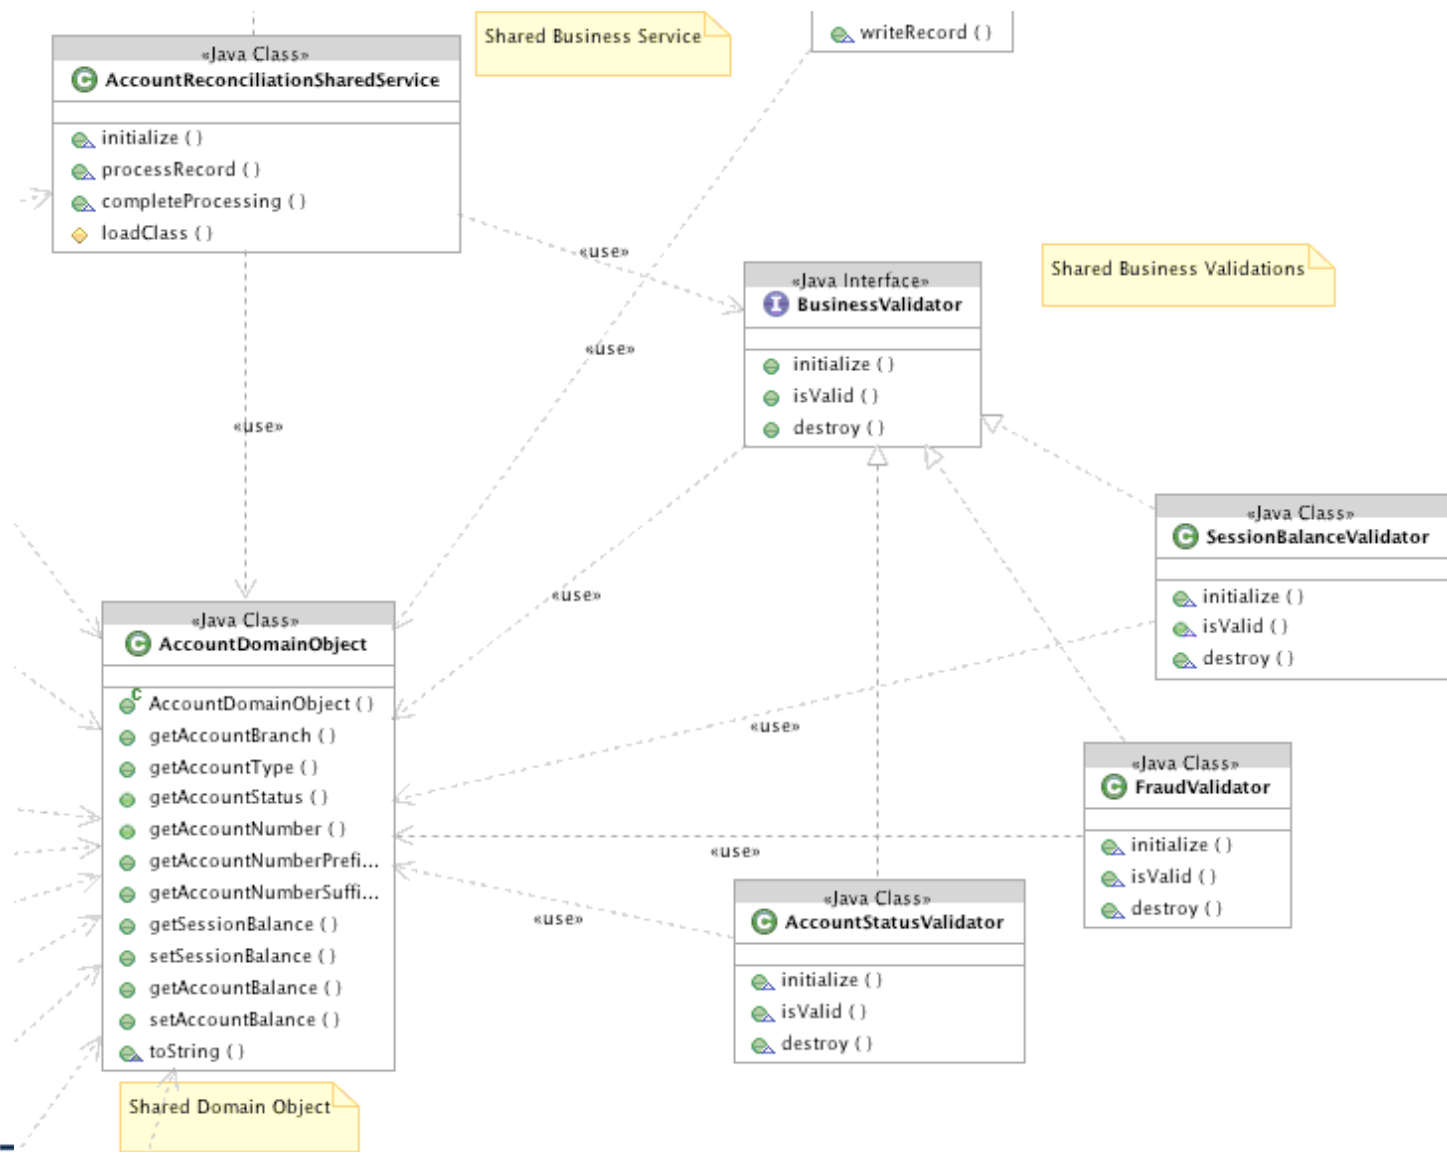 Shared Business Service
writeRecord ( )
«Java Class»
C AccountReconciliationSharedService
initialize ( )
processRecord ( )
completeProcessing ( )
loadClass ( )
«use»
«use»
«use»
Shared Business Validations
«Java Interface»
I BusinessValidator
initialize ( )
isValid ( )
destroy ( )
«use»
«Java Class»
C SessionBalanceValidator
initialize ( )
isValid ( )
destroy ( )
«Java Class»
C AccountDomainObject
C AccountDomainObject ( )
getAccountBranch ( )
getAccountType ( )
getAccountStatus ( )
getAccountNumber ( )
getAccountNumberPrefi...
getAccountNumberSuffi...
getSessionBalance ( )
setSessionBalance ( )
getAccountBalance ( )
setAccountBalance ( )
toString ( )
«use»
«use»
«use»
«Java Class»
C FraudValidator
initialize ( )
isValid ( )
destroy ( )
«Java Class»
C AccountStatusValidator
initialize ( )
isValid ( )
destroy ( )
Shared Domain Object